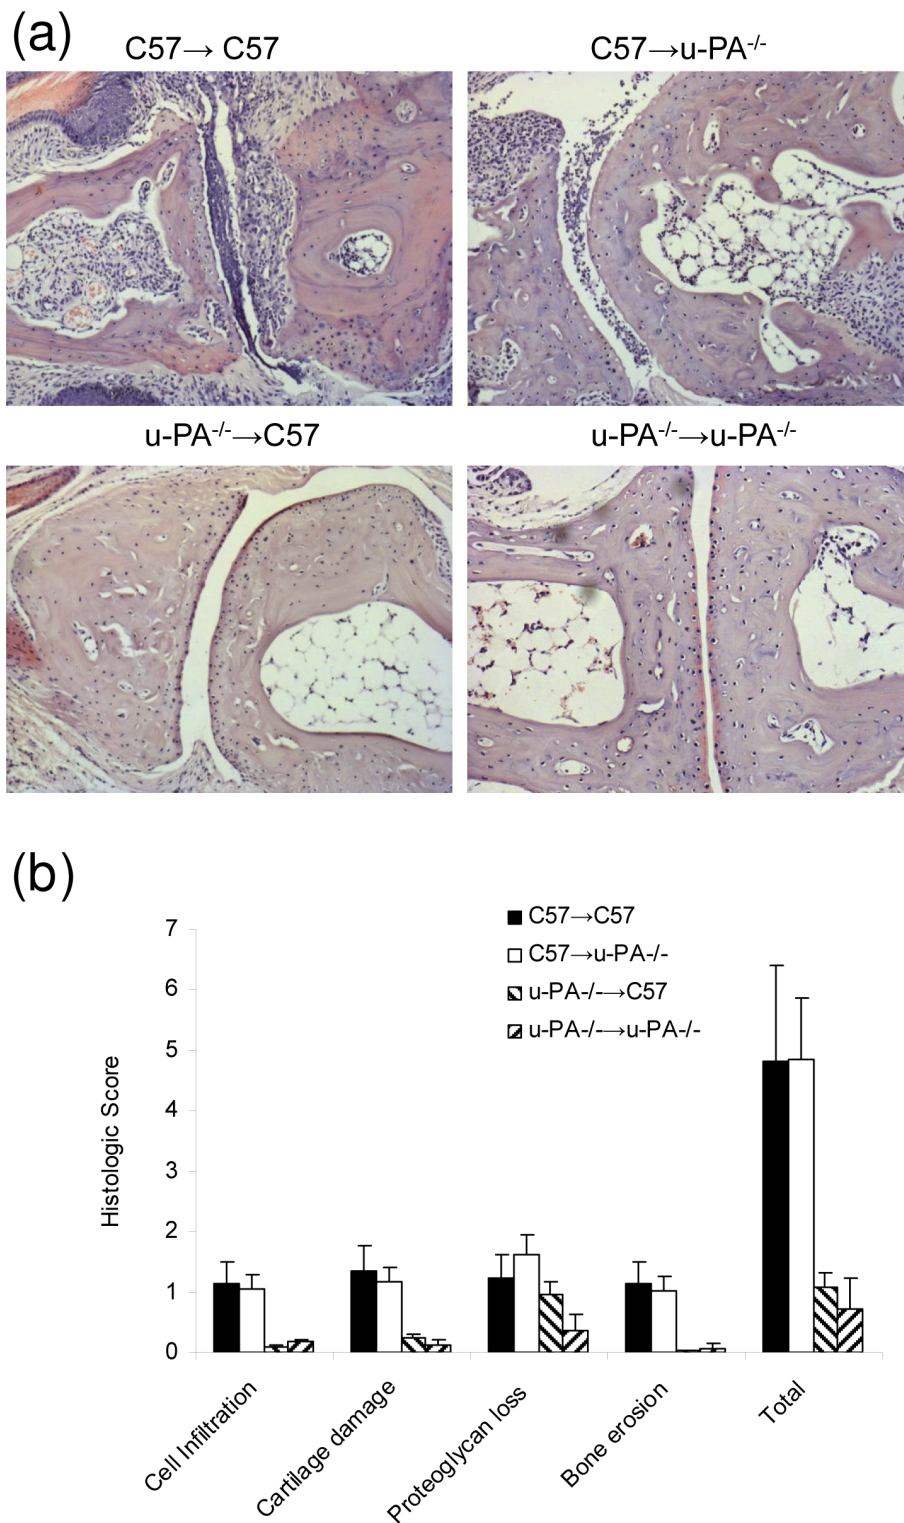 (a)
C57→ C57
C57→u-PA-/-
u-PA-/-→C57
u-PA-/-→u-PA-/-
(b)
C57→C57
C57→u-PA-/-
u-PA-/-→C57
u-PA-/-→u-PA-/-
7
6
5
4
3
2
1
0
Histologic Score
Cell Infiltration
Cartilage damage
Proteoglycan loss
Bone erosion
Total